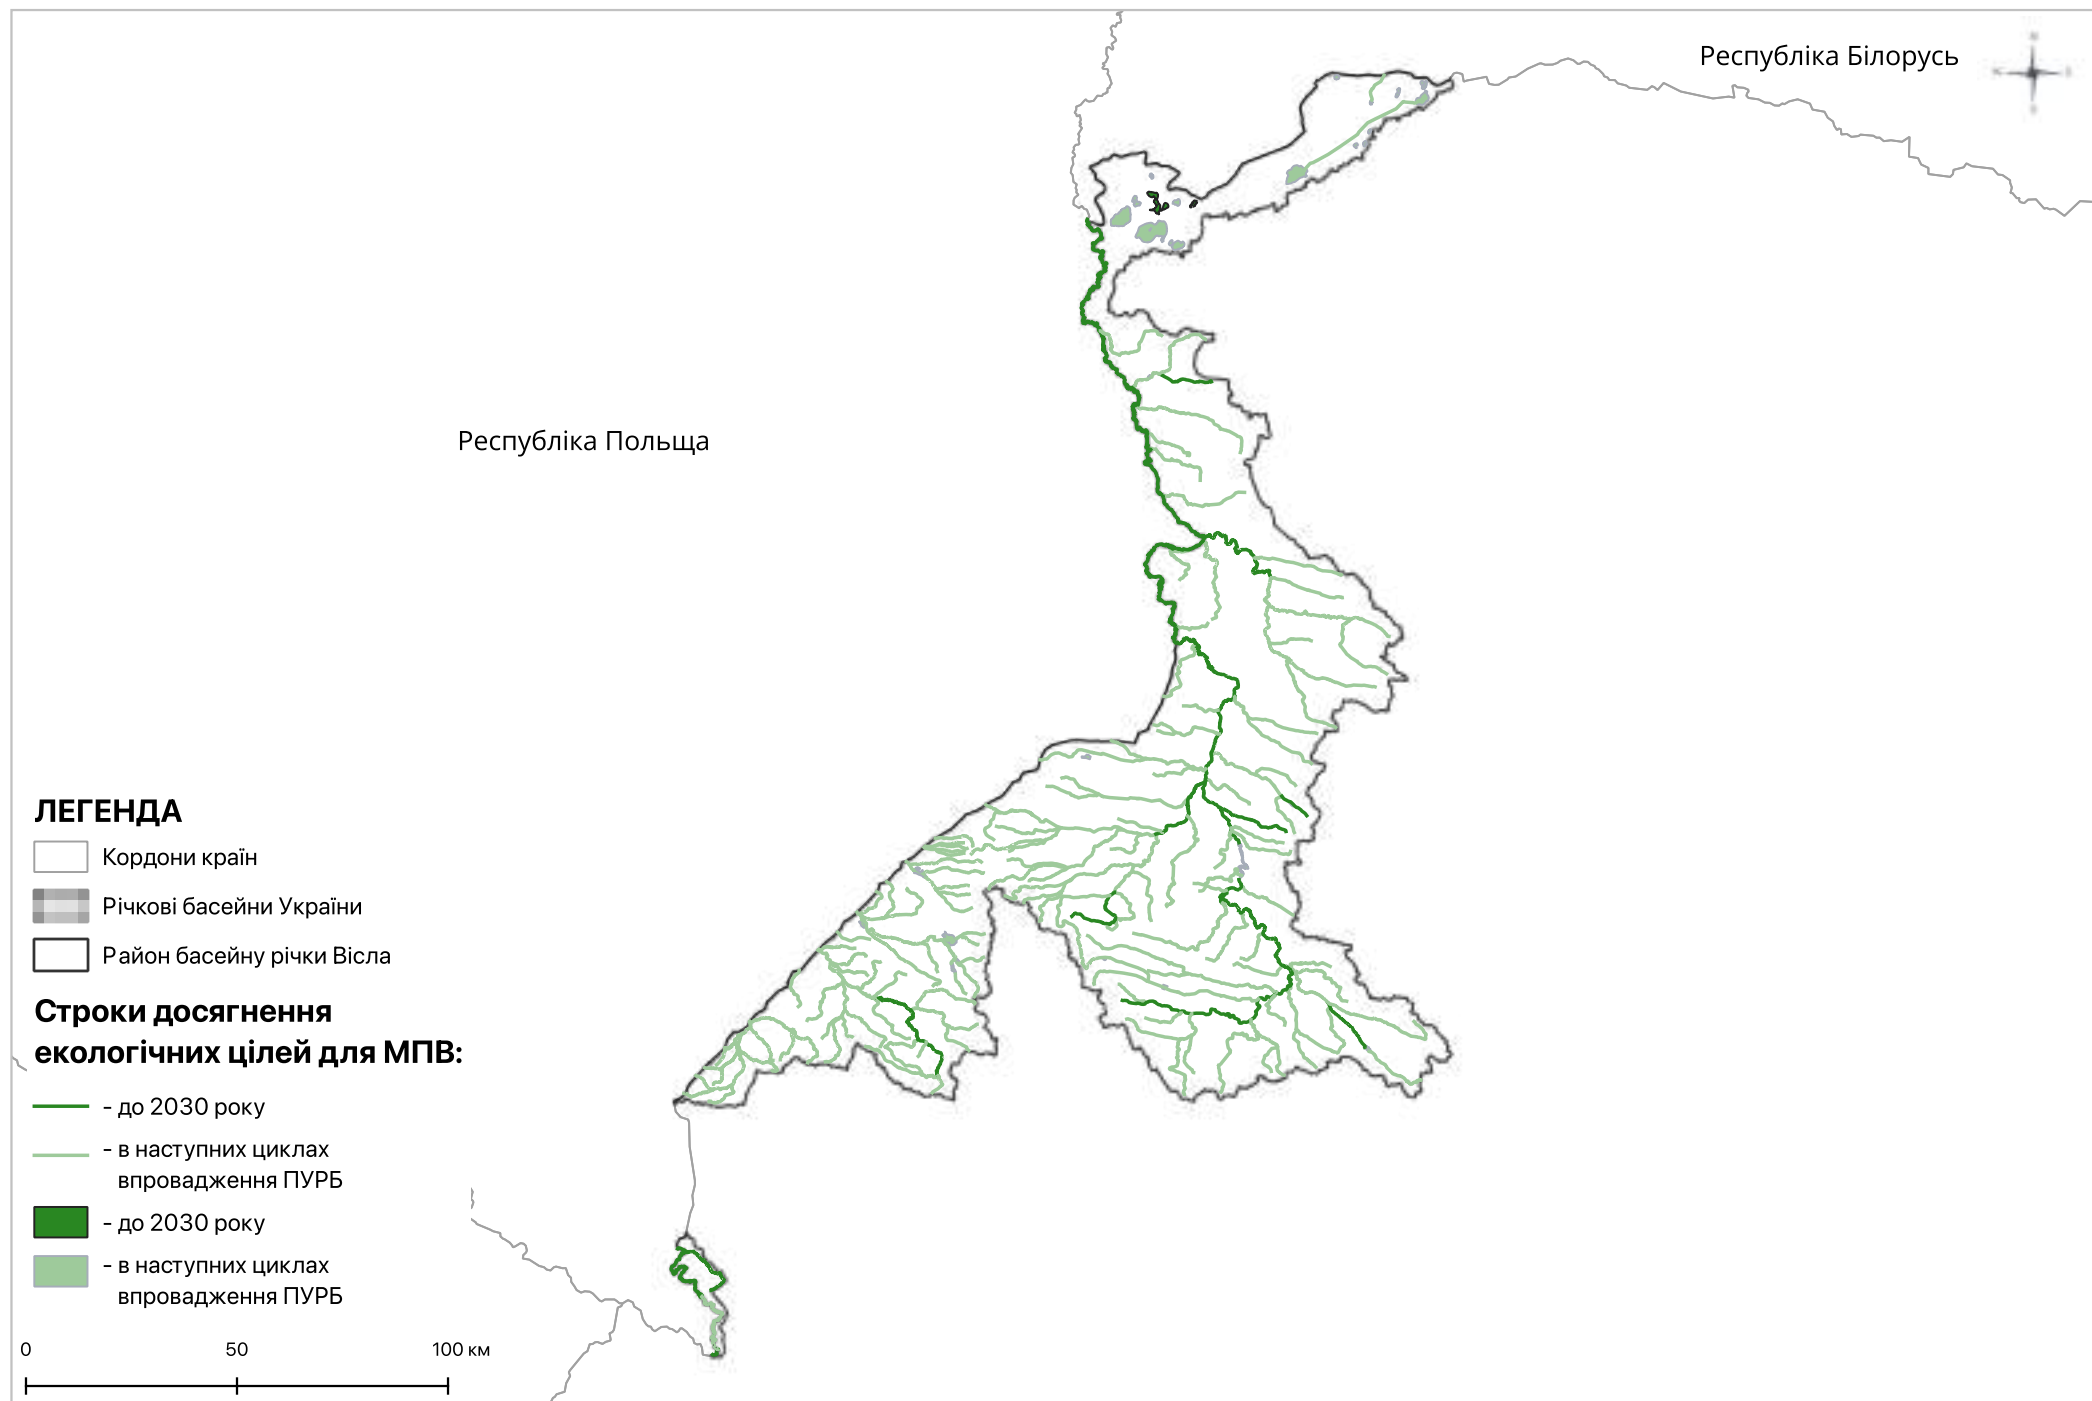 Республіка Білорусь
Республіка Польща
ЛЕГЕНДА
Кордони країн
Річкові басейни України
Район басейну річки Вісла
Строки досягнення
екологічних цілей для МПВ:
- до 2030 року
- в наступних циклах
впровадження ПУРБ
- до 2030 року
- в наступних циклах
впровадження ПУРБ
0 50 100 км